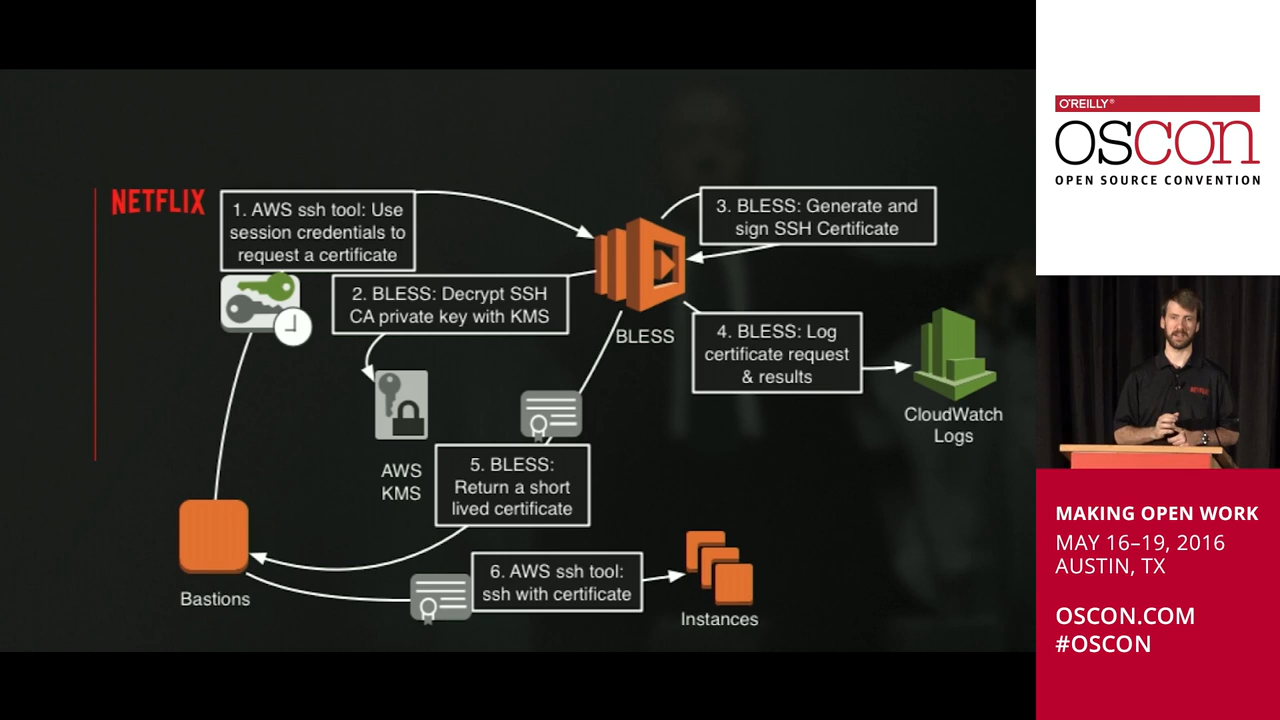 NETFLIX
1. AWS ssh tool: Use
session credentials to
request a certificate
2. BLESS: Decrypt SSH
CA private key with KMS
3. BLESS: Generate and
sign SSH Certificate
BLESS
4. BLESS: Log
certificate request
& results
CloudWatch
Logs
AWS
KMS
5. BLESS:
Return a short
lived certificate
Bastions
6. AWS ssh tool:
ssh with certificate
Instances
O'REILLY®
OSCON
OPEN SOURCE CONVENTION
NETFLIX
MAKING OPEN WORK
MAY 16–19, 2016
AUSTIN, TX
OSCON.COM
#OSCON